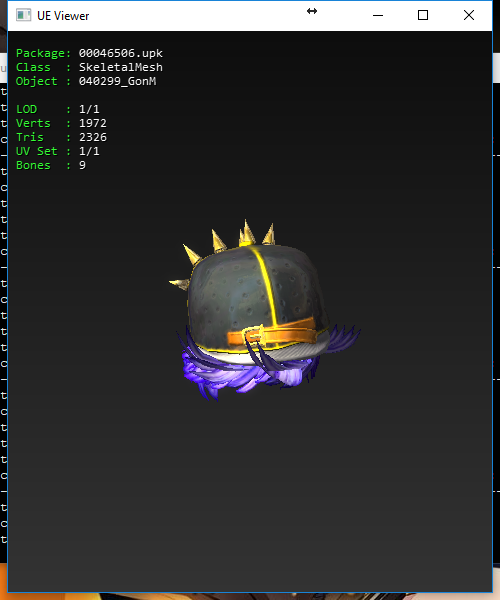 UE Viewer
Package: 00046506.upk
Class : SkeletalMesh
Object : 040299_GonM
LOD : 1/1
Verts : 1972
Tris : 2326
UV Set : 1/1
Bones : 9